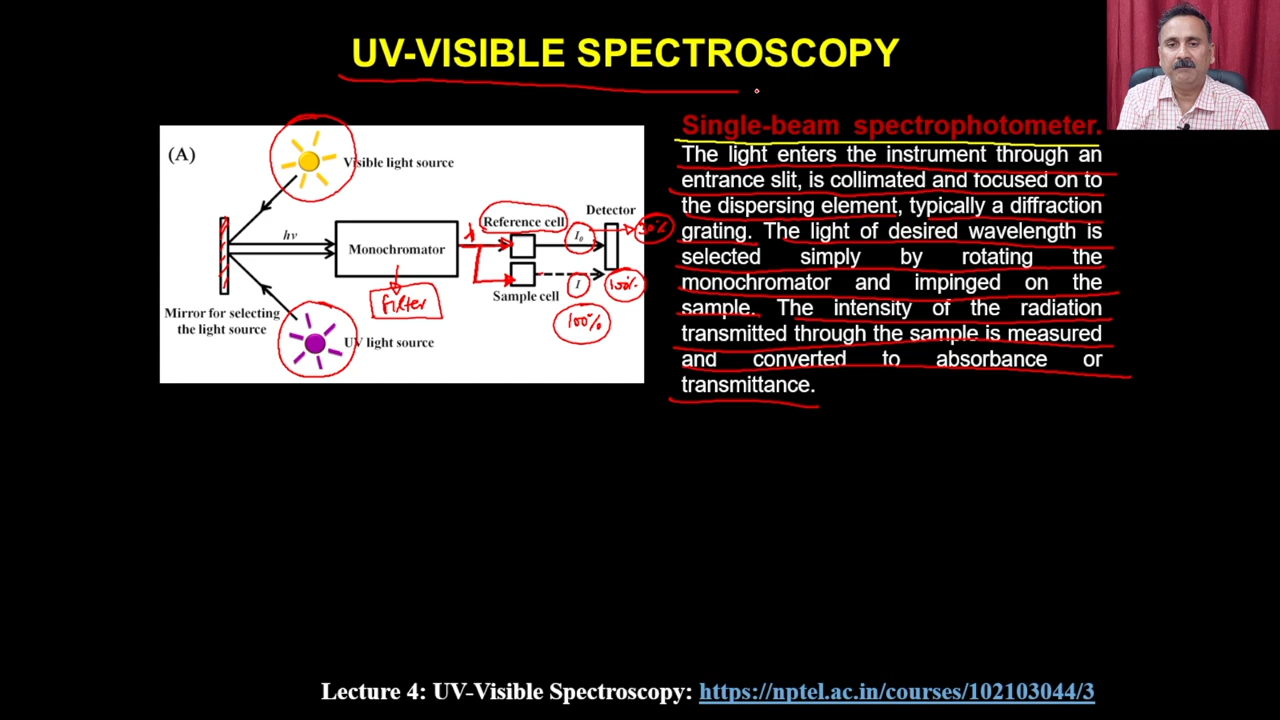 UV-VISIBLE SPECTROSCOPY
(A)
Visible light source
hν
Monochromator
Reference cell
Detector
I₀
30%
λ
Filter
Sample cell
I
100%
100%
Mirror for selecting
the light source
UV light source
Single-beam spectrophotometer.
The light enters the instrument through an
entrance slit, is collimated and focused on to
the dispersing element, typically a diffraction
grating. The light of desired wavelength is
selected simply by rotating the
monochromator and impinged on the
sample. The intensity of the radiation
transmitted through the sample is measured
and converted to absorbance or
transmittance.
Lecture 4: UV-Visible Spectroscopy: https://nptel.ac.in/courses/102103044/3